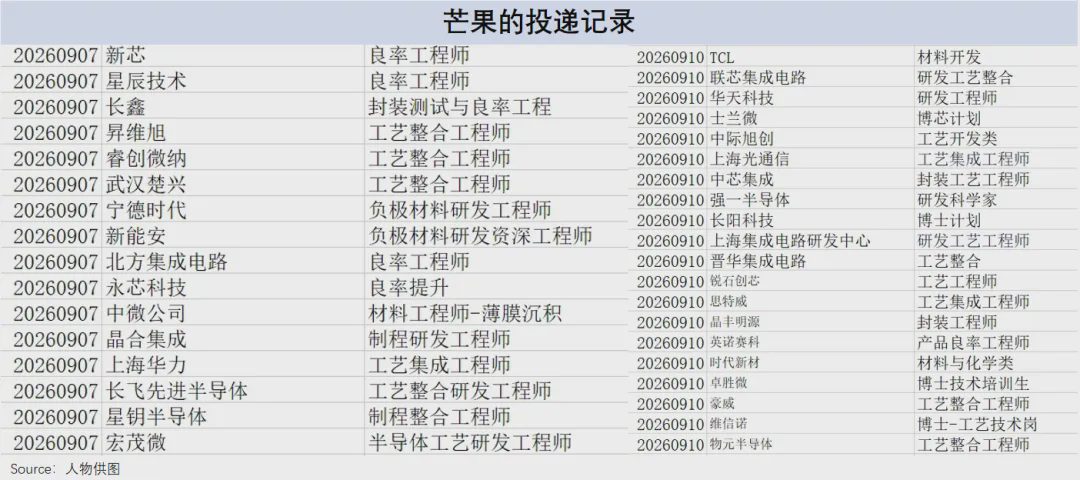 芒果的投递记录
20260907 新芯 良率工程师
20260907 星辰技术 良率工程师
20260907 长鑫 封装测试与良率工程
20260907 昇维旭 工艺整合工程师
20260907 睿创微纳 工艺整合工程师
20260907 武汉楚兴 工艺整合工程师
20260907 宁德时代 负极材料研发工程师
20260907 新能安 负极材料研发资深工程师
20260907 北方集成电路 良率工程师
20260907 永芯科技 良率提升
20260907 中微公司 材料工程师-薄膜沉积
20260907 晶合集成 制程研发工程师
20260907 上海华力 工艺集成工程师
20260907 长飞先进半导体 工艺整合研发工程师
20260907 星钥半导体 制程整合工程师
20260907 宏茂微 半导体工艺研发工程师
20260910 TCL 材料开发
20260910 联芯集成电路 研发工艺整合
20260910 华天科技 研发工程师
20260910 士兰微 博芯计划
20260910 中际旭创 工艺开发类
20260910 上海光通信 工艺集成工程师
20260910 中芯集成 封装工艺工程师
20260910 强一半导体 研发科学家
20260910 长阳科技 博士计划
20260910 上海集成电路研发中心 研发工艺工程师
20260910 晋华集成电路 工艺整合
20260910 锐石创芯 工艺工程师
20260910 思特威 工艺集成工程师
20260910 晶丰明源 封装工程师
20260910 英诺赛科 产品良率工程师
20260910 时代新材 材料与化学类
20260910 卓胜微 博士技术培训生
20260910 豪威 工艺整合工程师
20260910 维信诺 博士-工艺技术岗
20260910 物元半导体 工艺整合工程师
Source：人物供图